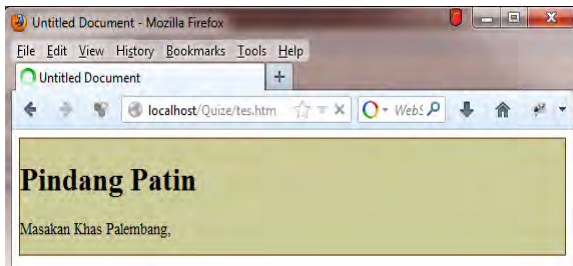 Untitled Document - Mozilla Firefox
File Edit View History Bookmarks Tools Help
Untitled Document +
localhost/Quize/tes.htm WebS
Pindang Patin
Masakan Khas Palembang,